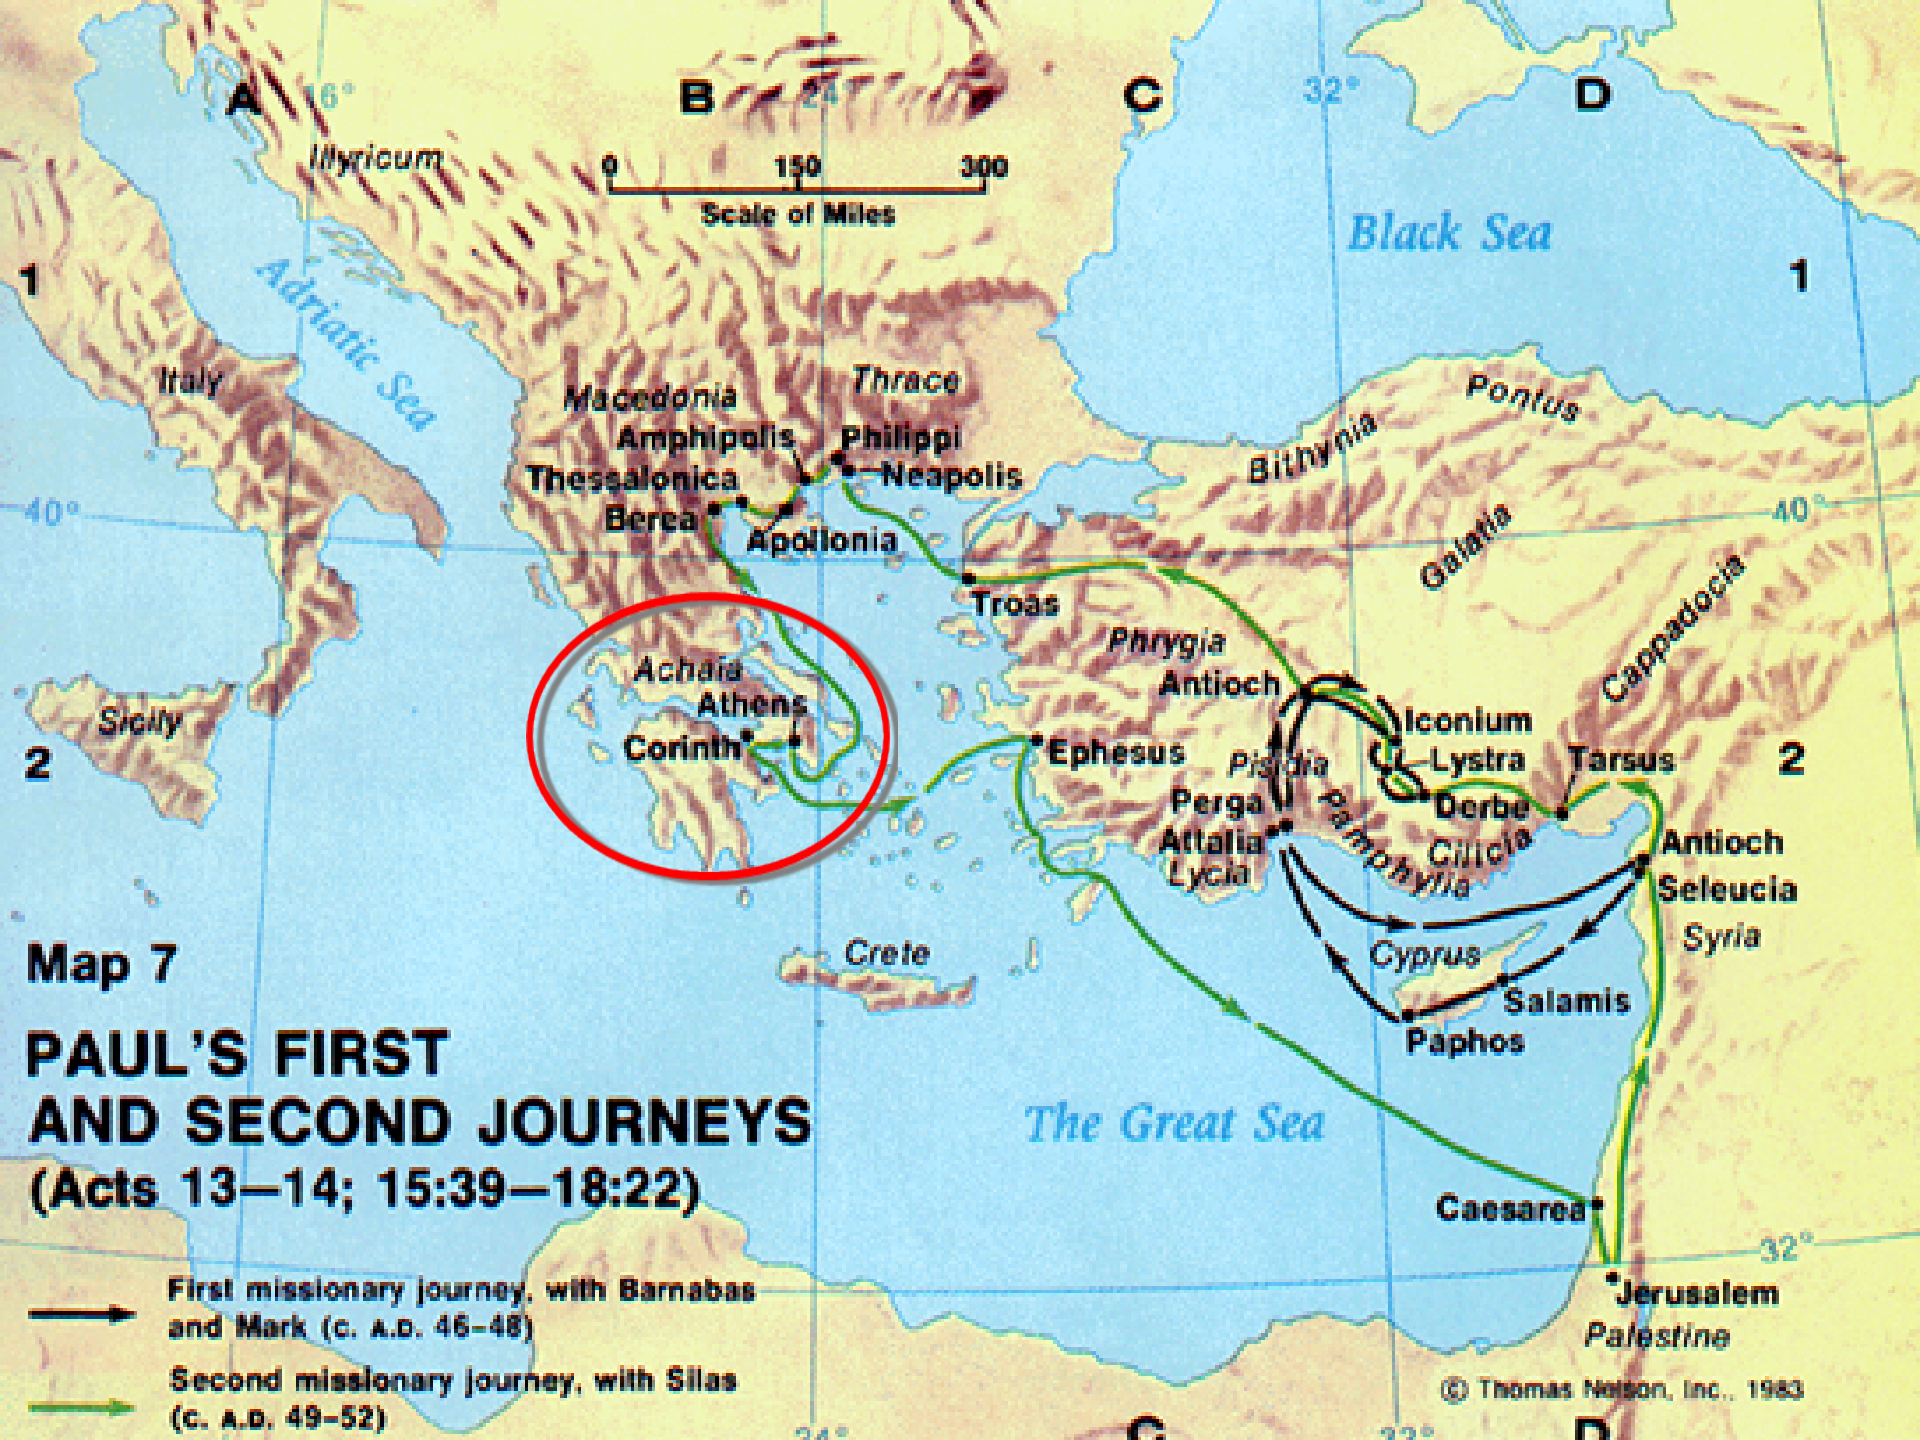 A
16°
B
24°
C
32°
D
Illyricum
0 150 300
Scale of Miles
Black Sea
1
1
Adriatic Sea
Italy
Macedonia
Thrace
Pontus
Amphipolis
Philippi
Bithynia
Thessalonica
Neapolis
40°
Berea
Apollonia
40°
Galatia
Cappadocia
Troas
Phrygia
Achaia
Antioch
Athens
Sicily
Iconium
Corinth
Ephesus
Lystra
Tarsus
2
2
Pisidia
Perga
Pamphylia
Derbe
Attalia
Cilicia
Antioch
Lycia
Seleucia
Syria
Crete
Cyprus
Salamis
Paphos
Map 7
PAUL'S FIRST
AND SECOND JOURNEYS
(Acts 13—14; 15:39—18:22)
The Great Sea
Caesarea
32°
Jerusalem
Palestine
First missionary journey, with Barnabas
and Mark (C. A.D. 46-48)
Second missionary journey, with Silas
(C. A.D. 49-52)
© Thomas Nelson, Inc., 1983
C
D